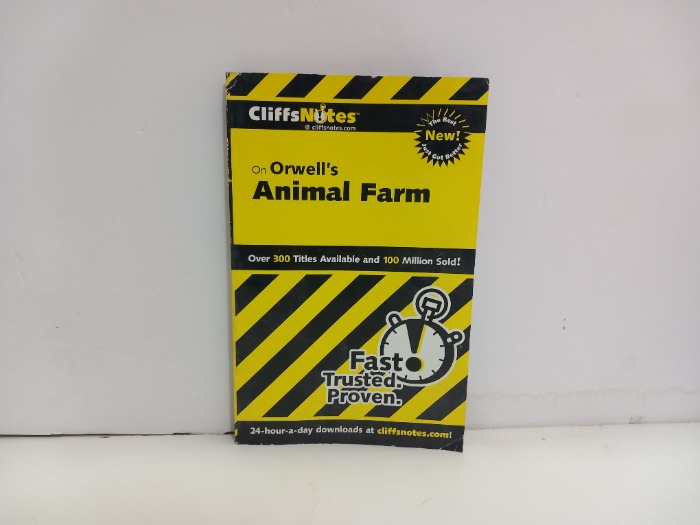 CliffsNotes™
@ cliffsnotes.com
The Best
New!
Just Got Better
On Orwell's
Animal Farm
Over 300 Titles Available and 100 Million Sold!
Fast.
Trusted.
Proven.
24-hour-a-day downloads at cliffsnotes.com!